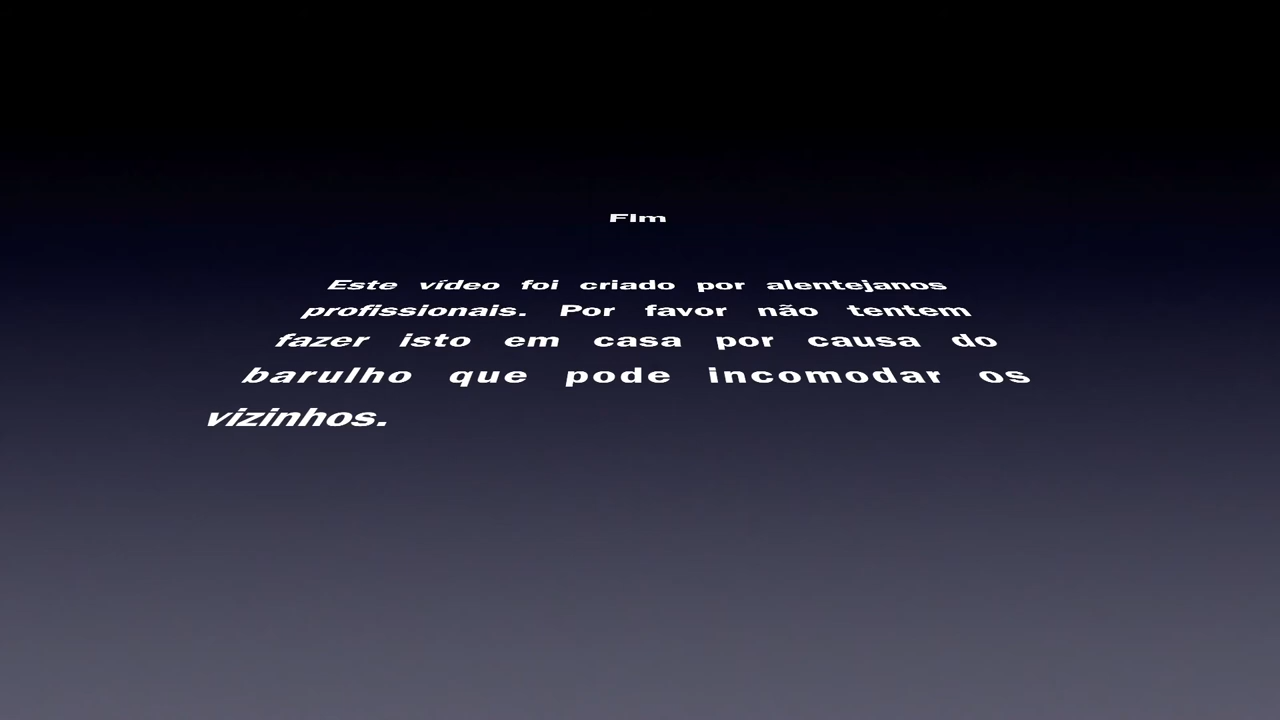 Fim
Este vídeo foi criado por alentejanos
profissionais. Por favor não tentem
fazer isto em casa por causa do
barulho que pode incomodar os
vizinhos.